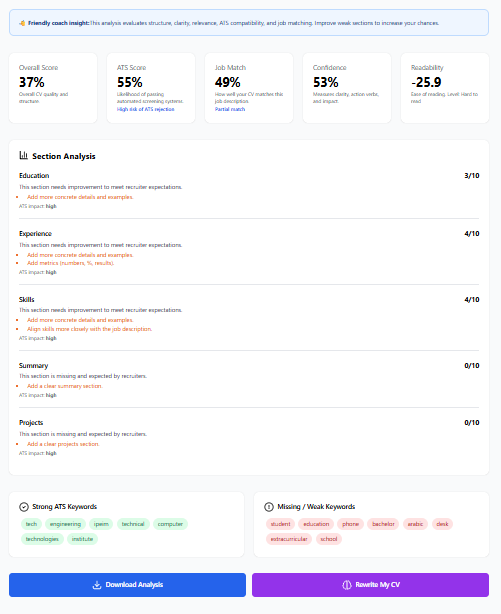 👋 Friendly coach insight:This analysis evaluates structure, clarity, relevance, ATS compatibility, and job matching. Improve weak sections to increase your chances.
Overall Score
37%
Overall CV quality and
structure.
ATS Score
55%
Likelihood of passing
automated screening systems.
High risk of ATS rejection
Job Match
49%
How well your CV matches this
job description.
Partial match
Confidence
53%
Measures clarity, action verbs,
and impact.
Readability
-25.9
Ease of reading. Level: Hard to
read
Section Analysis
Education 3/10
This section needs improvement to meet recruiter expectations.
• Add more concrete details and examples.
ATS impact: high
Experience 4/10
This section needs improvement to meet recruiter expectations.
• Add more concrete details and examples.
• Add metrics (numbers, %, results).
ATS impact: high
Skills 4/10
This section needs improvement to meet recruiter expectations.
• Add more concrete details and examples.
• Align skills more closely with the job description.
ATS impact: high
Summary 0/10
This section is missing and expected by recruiters.
• Add a clear summary section.
ATS impact: high
Projects 0/10
This section is missing and expected by recruiters.
• Add a clear projects section.
ATS impact: high
Strong ATS Keywords
tech engineering ipeim technical computer
technologies institute
Missing / Weak Keywords
student education phone bachelor arabic desk
extracurricular school
Download Analysis
Rewrite My CV